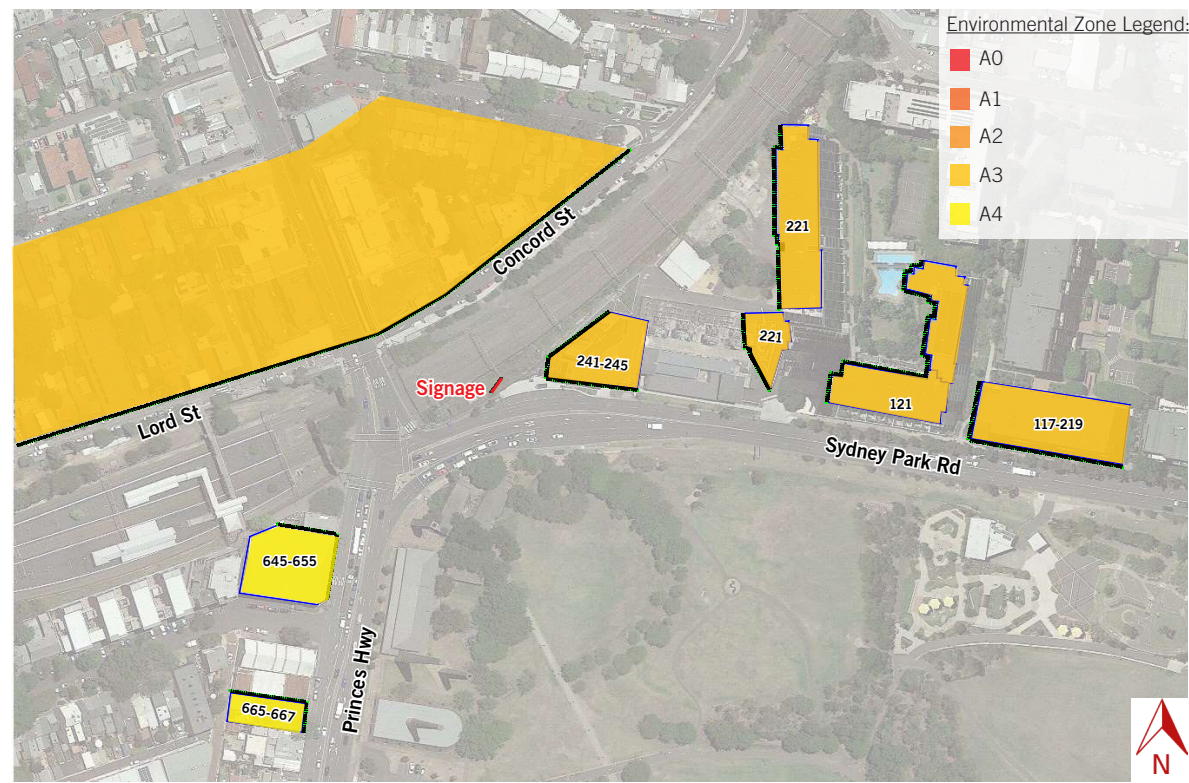 Environmental Zone Legend:
A0
A1
A2
A3
A4
221
Concord St
221
241-245
Signage
121
117-219
Lord St
Sydney Park Rd
645-655
Princes Hwy
665-667
N